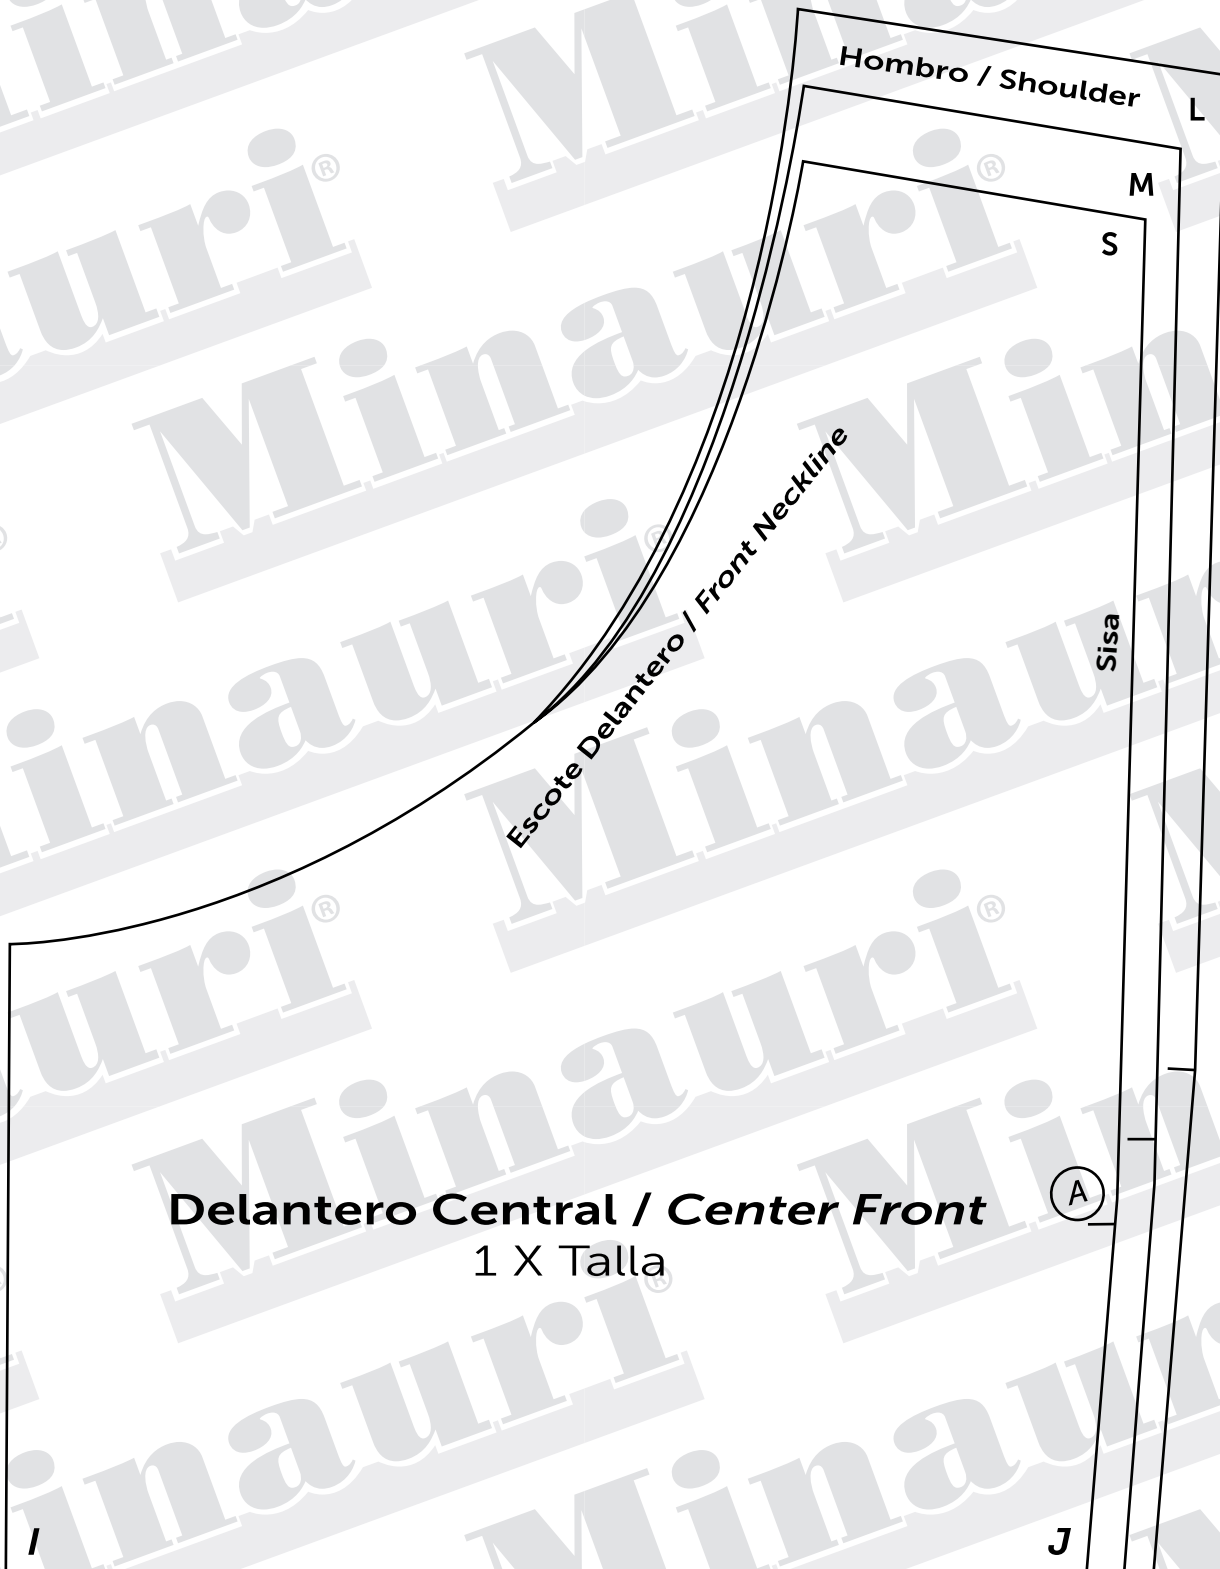 Hombro / Shoulder
L
M
S
Escote Delantero / Front Neckline
Sisa
A
Delantero Central / Center Front
1 X Talla
I
J
Minauri®